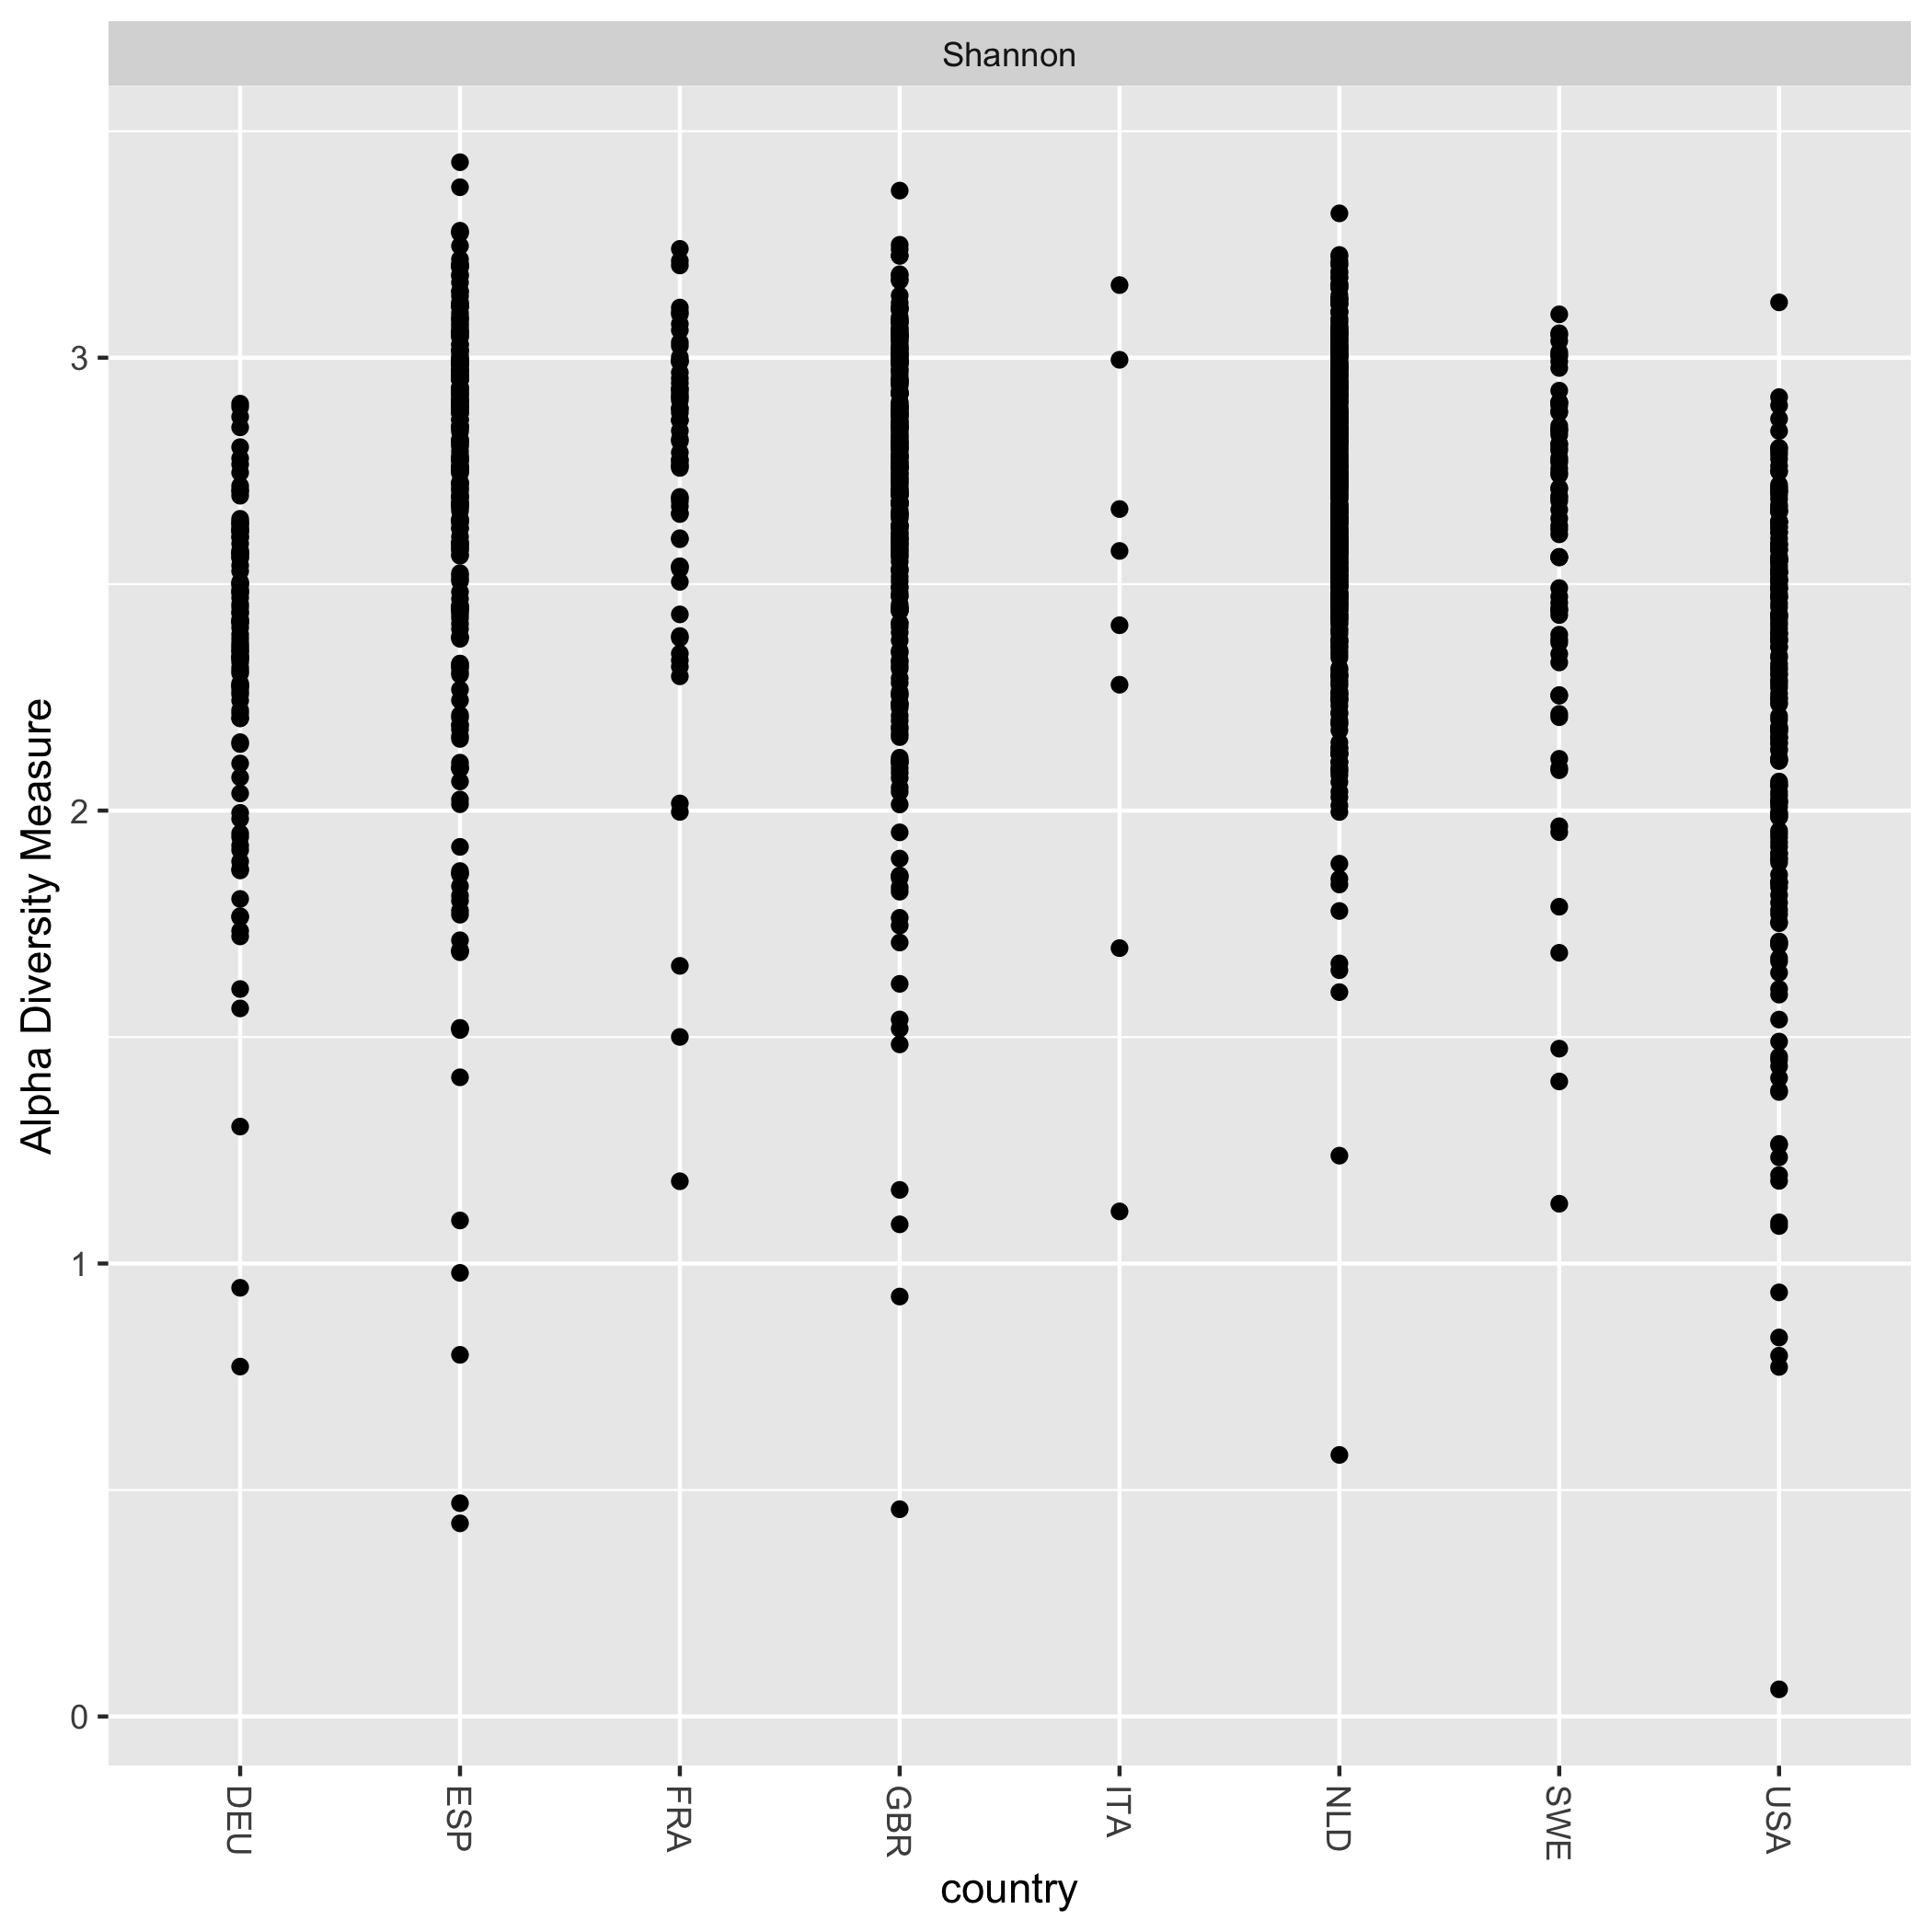 Shannon
Alpha Diversity Measure
3
2
1
0
DEU
ESP
FRA
GBR
ITA
NLD
SWE
USA
country